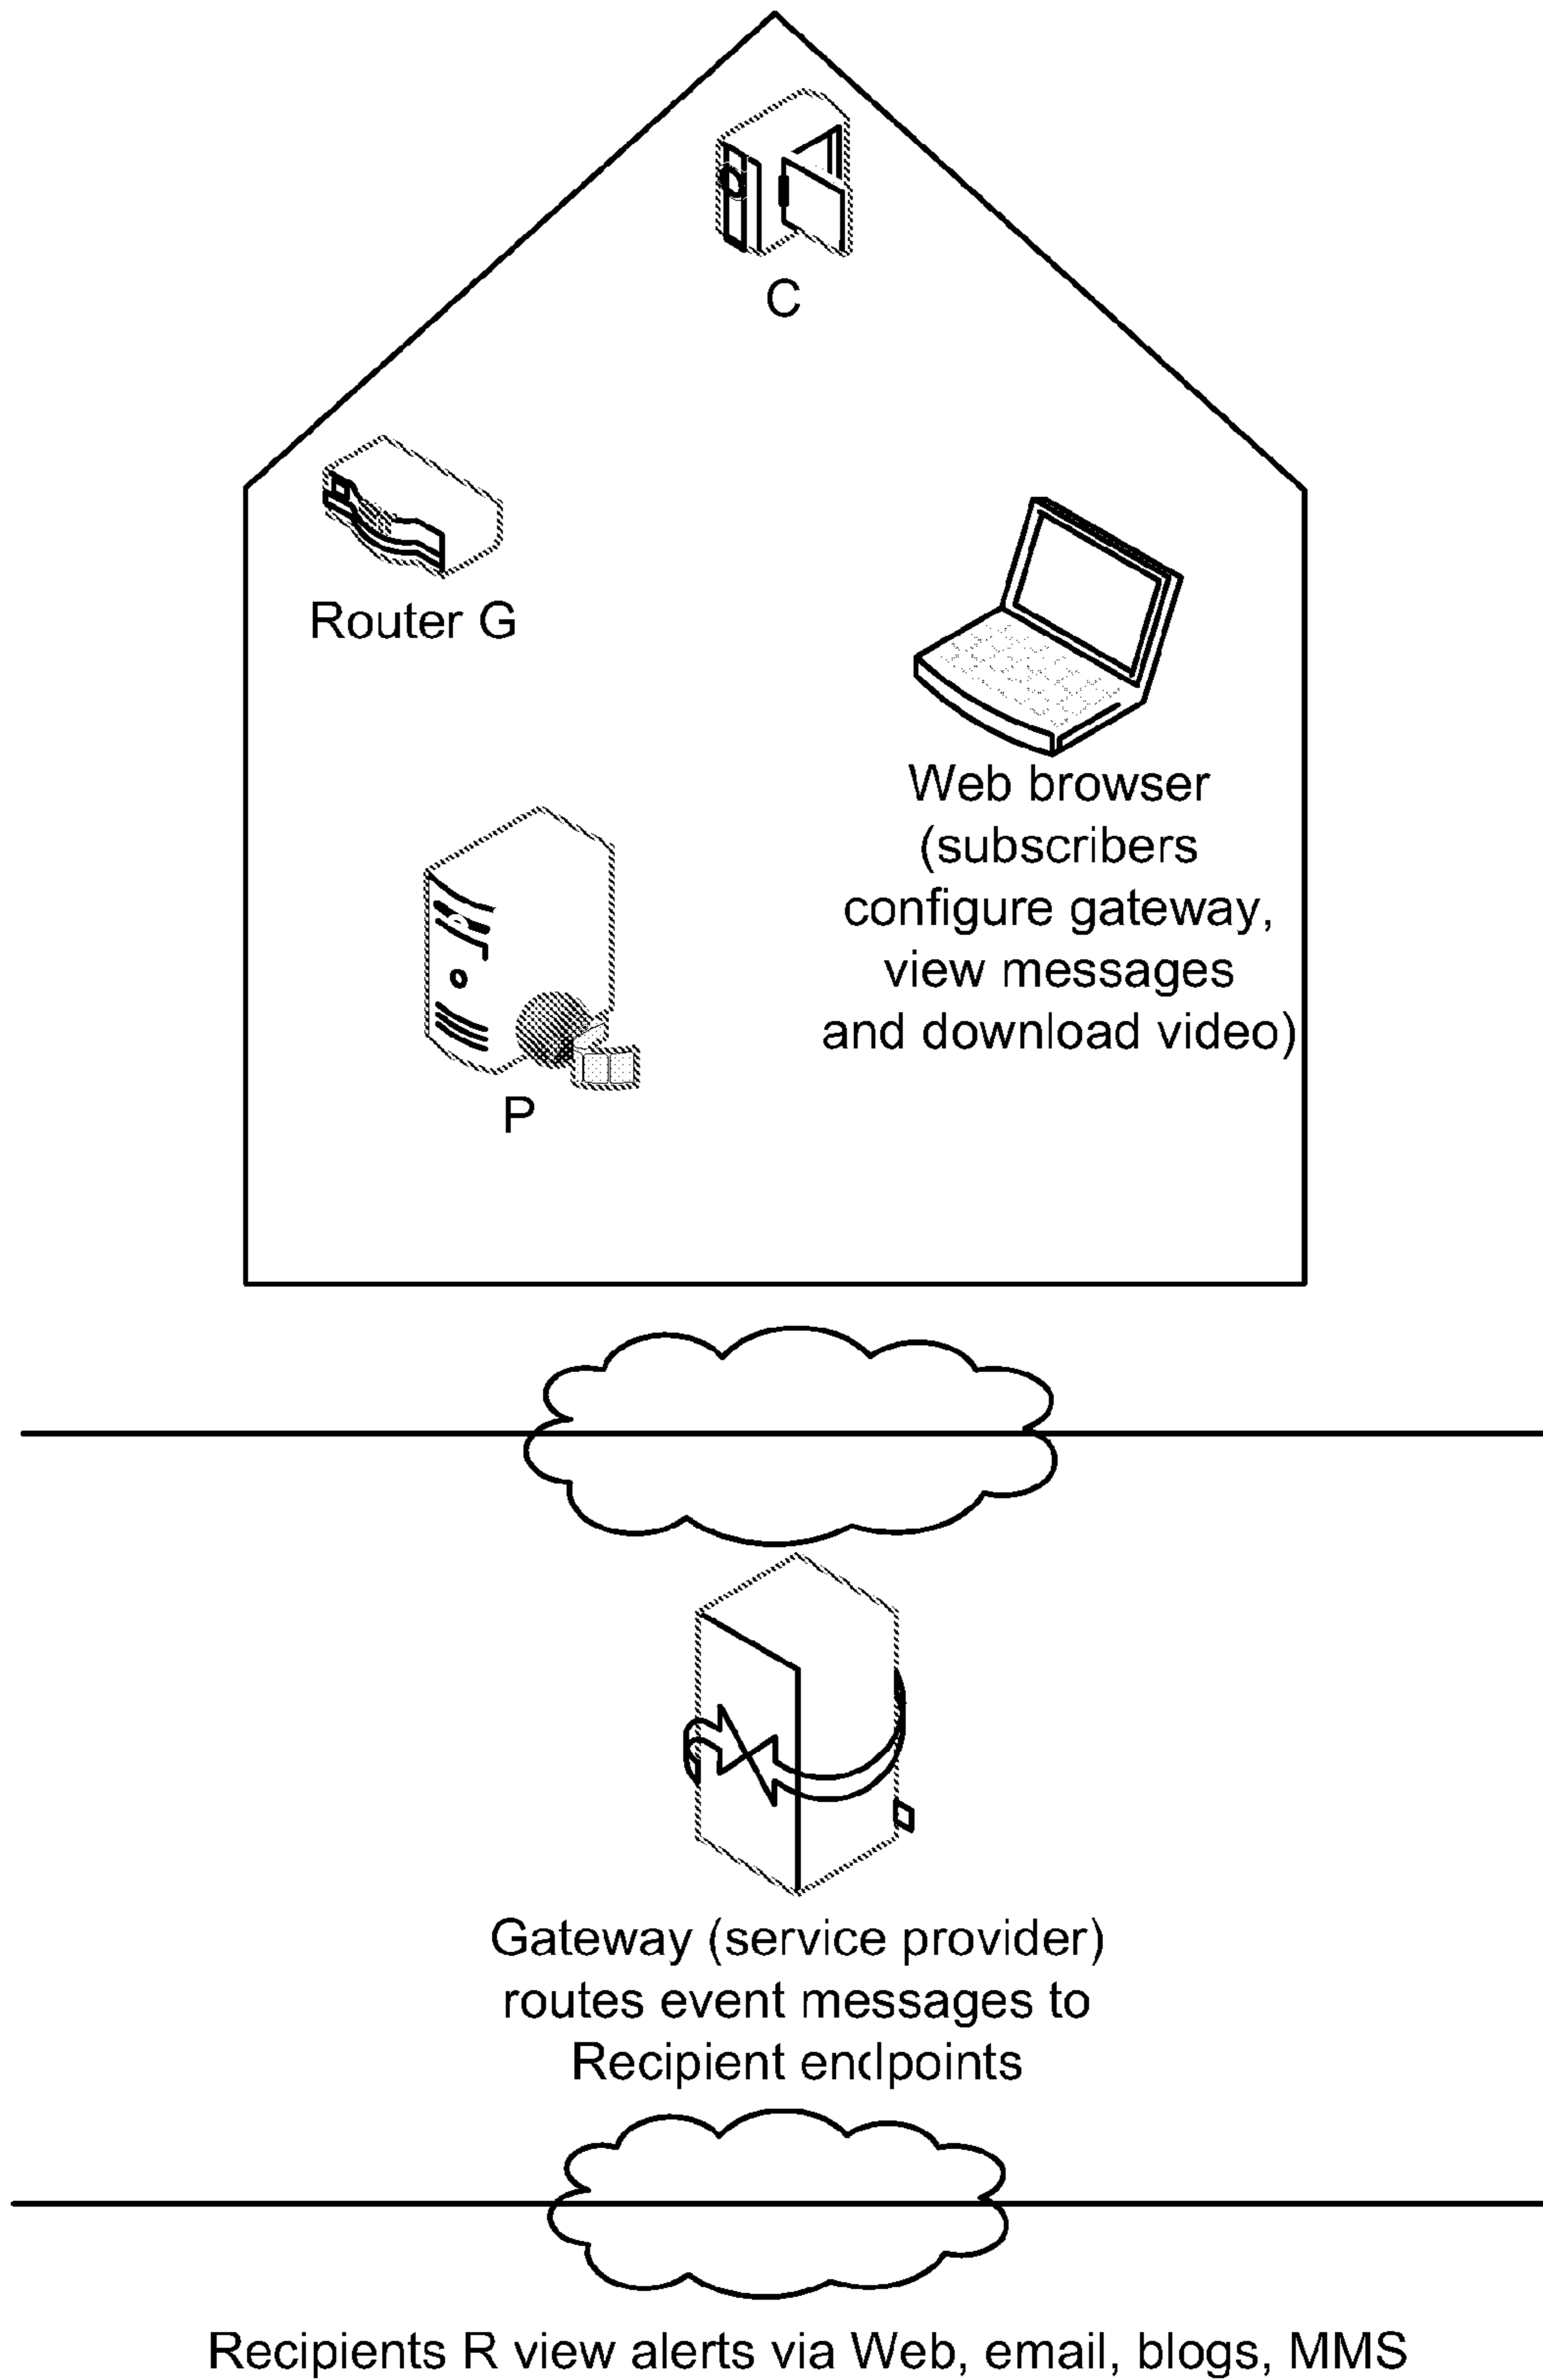 C
Router G
Web browser
(subscribers
configure gateway,
view messages
and download video)
P
Gateway (service provider)
routes event messages to
Recipient endpoints
Recipients R view alerts via Web, email, blogs, MMS